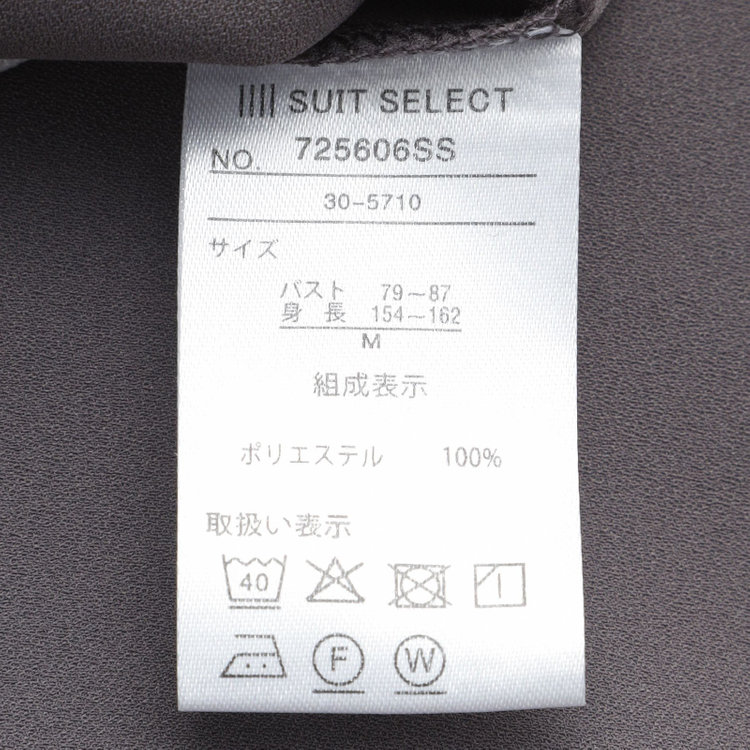 SUIT SELECT
NO. 725606SS
30-5710
サイズ
バスト 79～87
身 長 154～162
M
組成表示
ポリエステル 100%
取扱い表示
40
F W